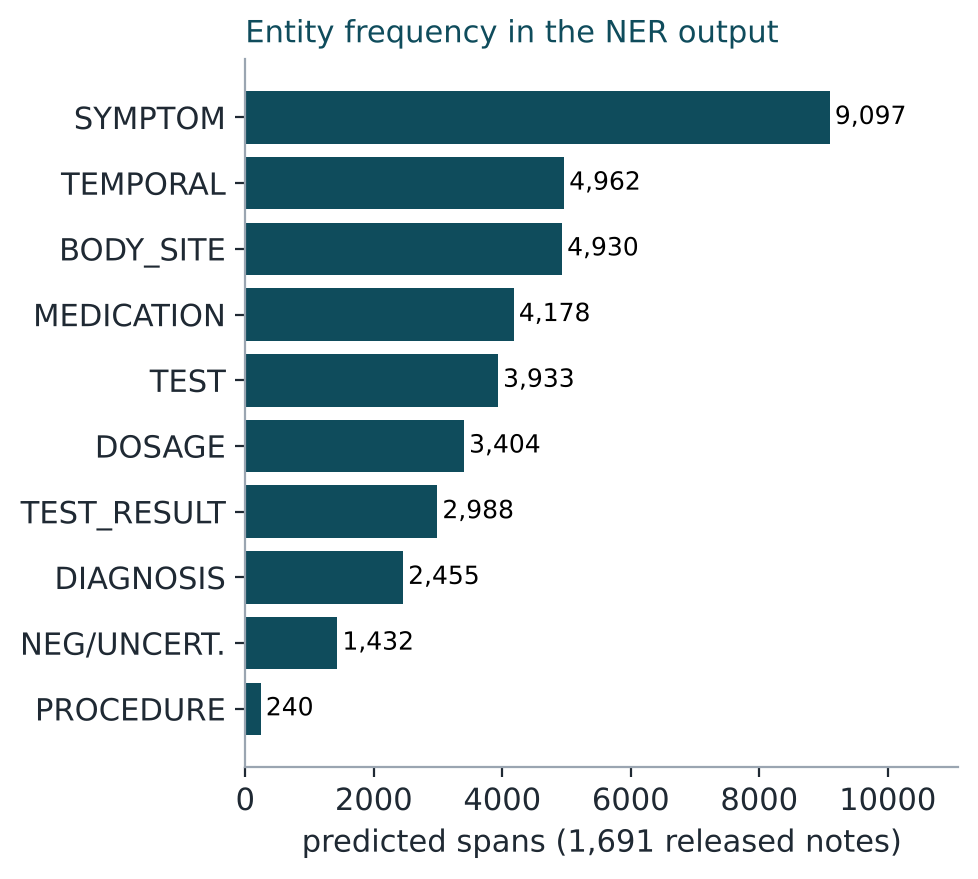 Entity frequency in the NER output
SYMPTOM 9,097
TEMPORAL 4,962
BODY_SITE 4,930
MEDICATION 4,178
TEST 3,933
DOSAGE 3,404
TEST_RESULT 2,988
DIAGNOSIS 2,455
NEG/UNCERT. 1,432
PROCEDURE 240
0 2000 4000 6000 8000 10000
predicted spans (1,691 released notes)